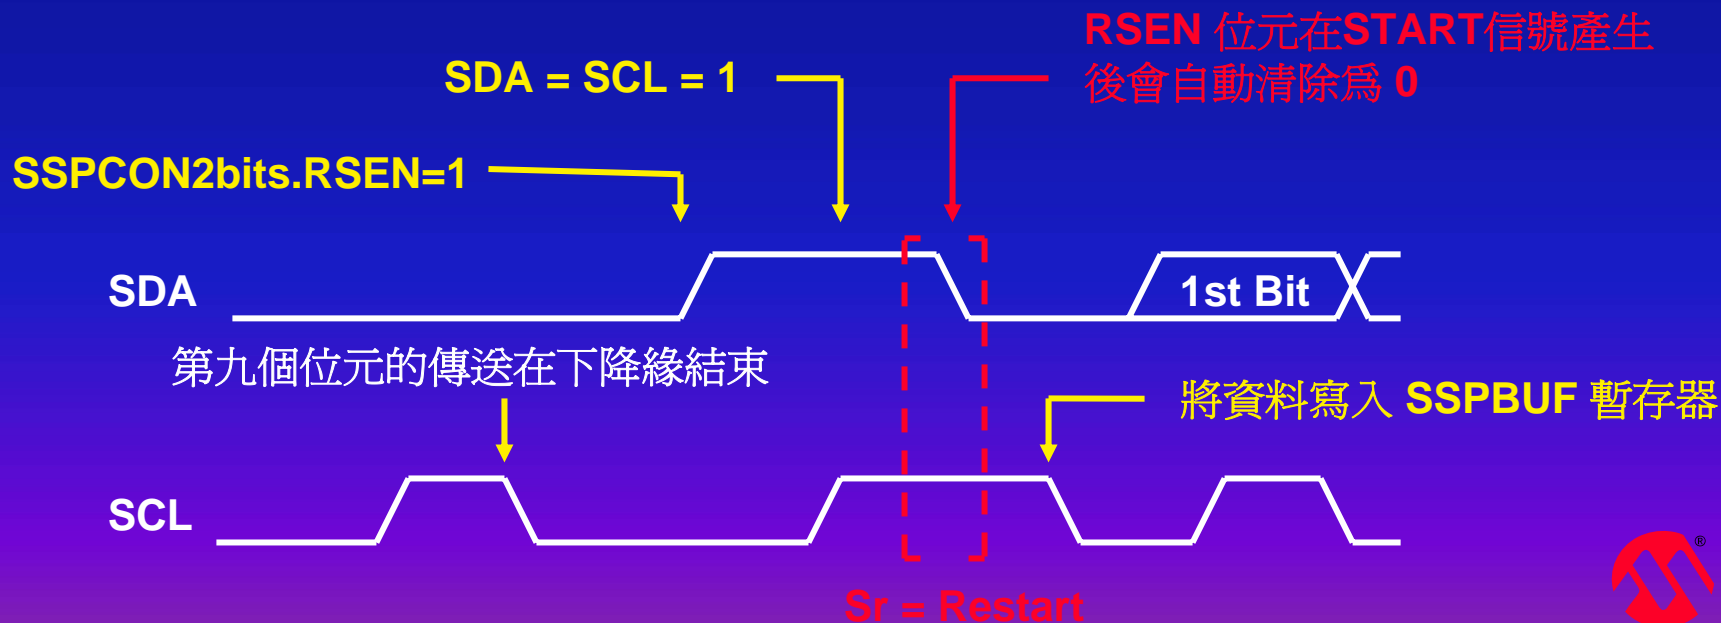 RSEN 位元在START信號產生
後會自動清除為 0
SDA = SCL = 1
SSPCON2bits.RSEN=1
SDA
1st Bit
第九個位元的傳送在下降緣結束
將資料寫入 SSPBUF 暫存器
SCL
®
Sr = Restart